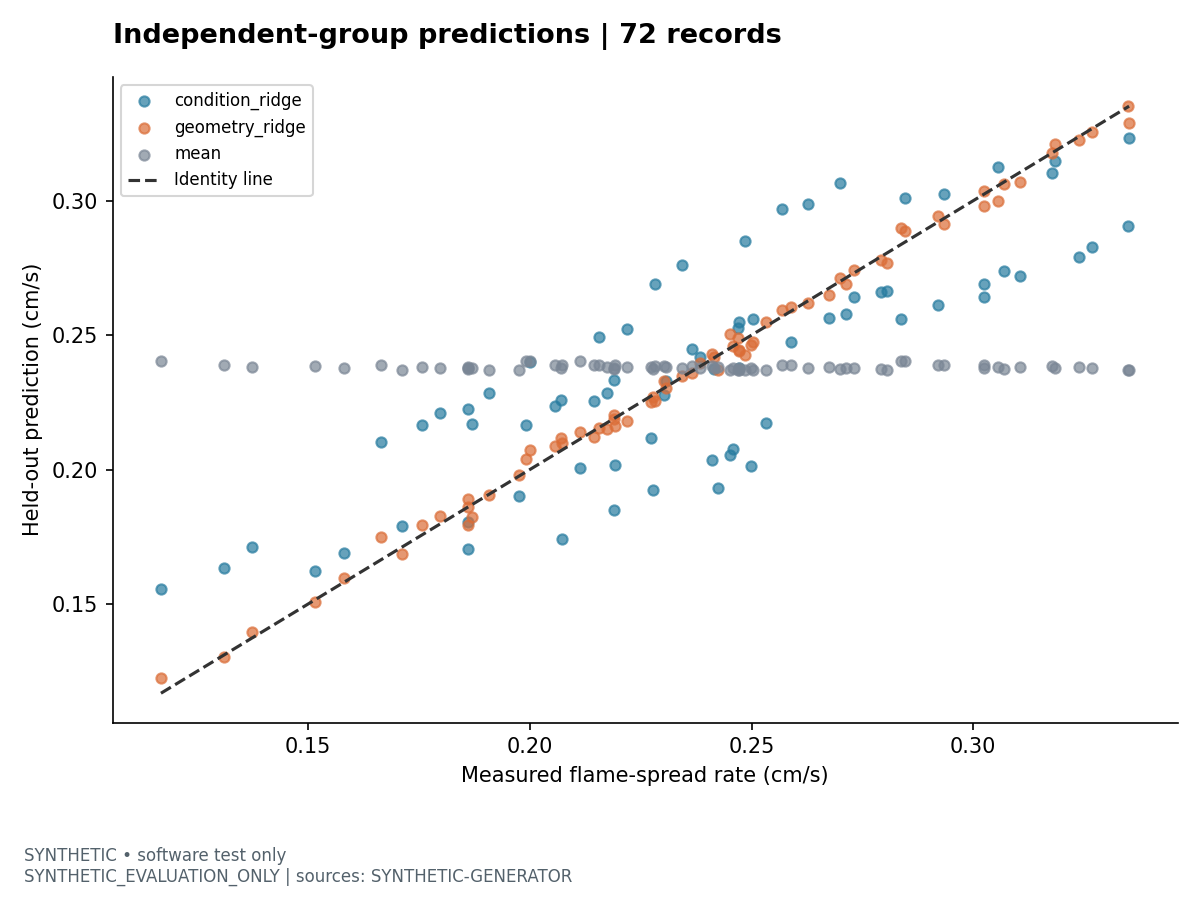 Independent-group predictions | 72 records
condition_ridge
geometry_ridge
mean
Identity line
Held-out prediction (cm/s)
0.30
0.25
0.20
0.15
0.15 0.20 0.25 0.30
Measured flame-spread rate (cm/s)
SYNTHETIC • software test only
SYNTHETIC_EVALUATION_ONLY | sources: SYNTHETIC-GENERATOR